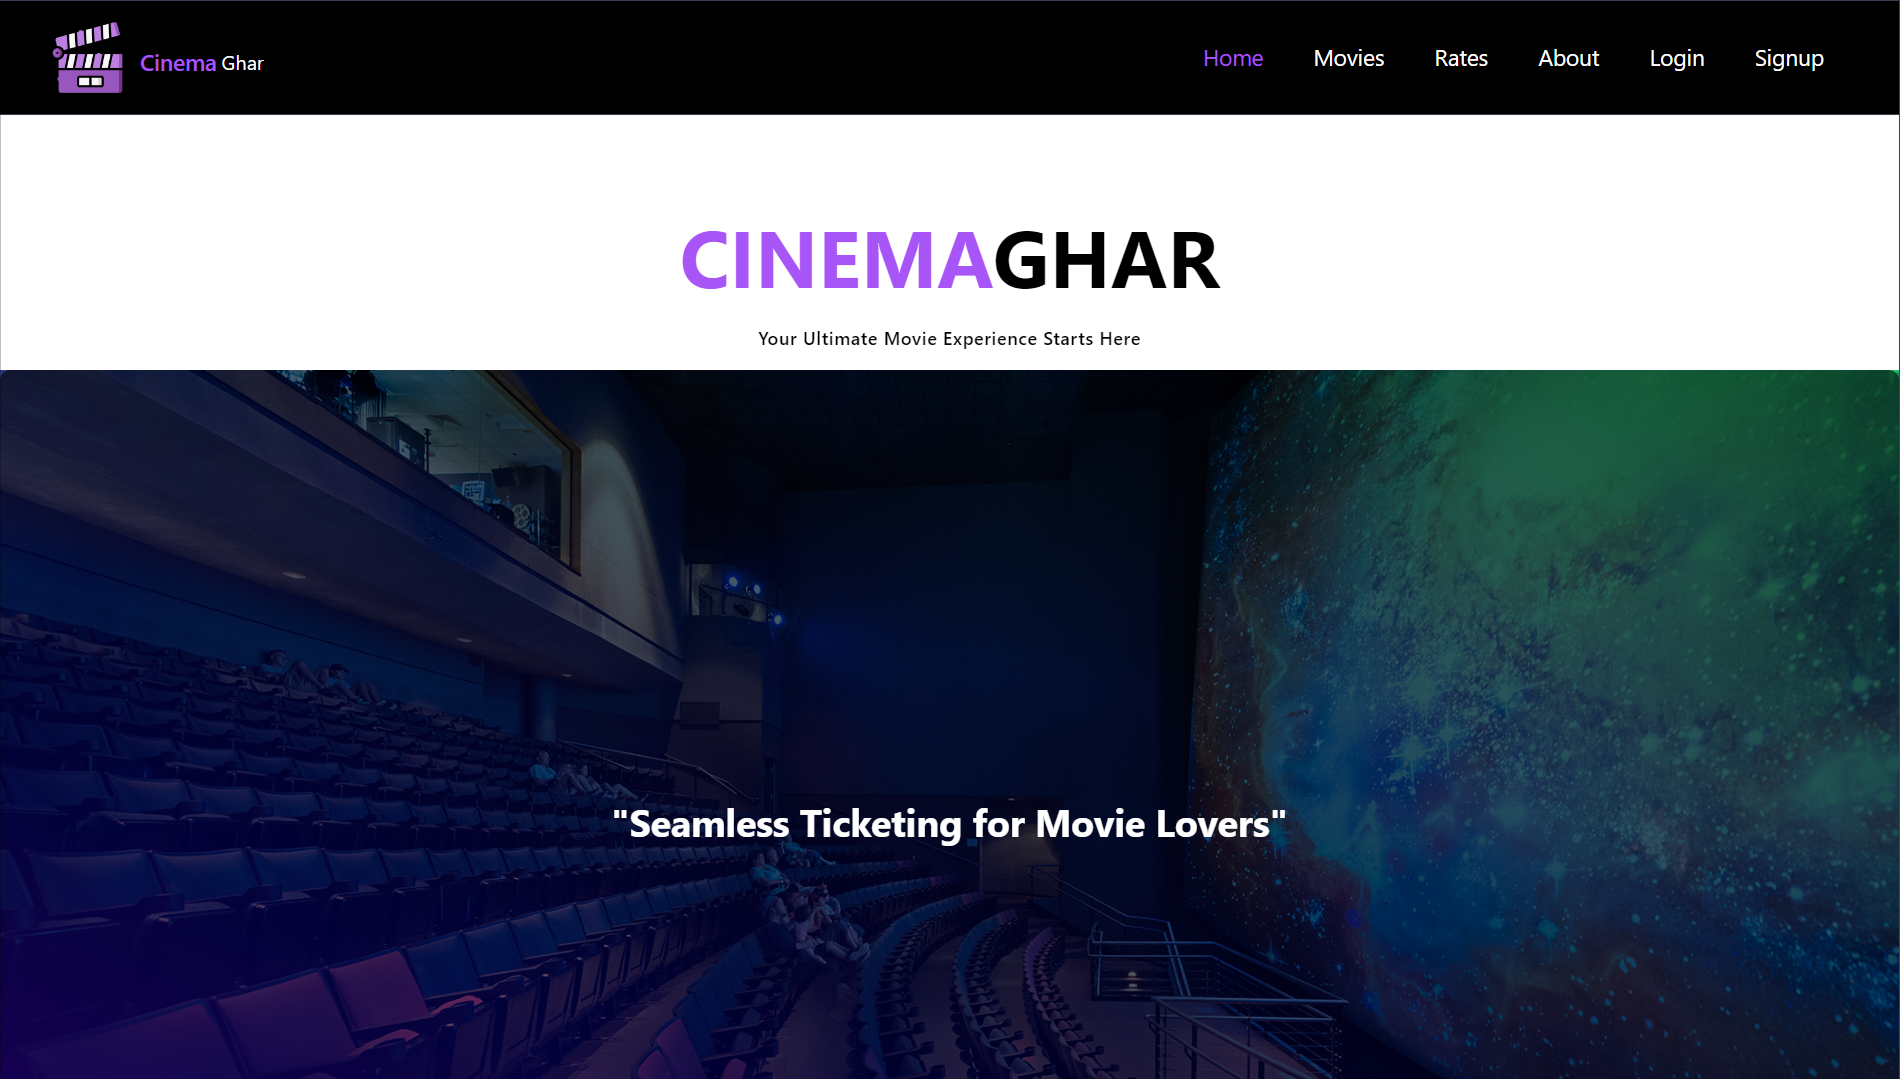 Cinema Ghar
Home Movies Rates About Login Signup
CINEMAGHAR
Your Ultimate Movie Experience Starts Here
"Seamless Ticketing for Movie Lovers"